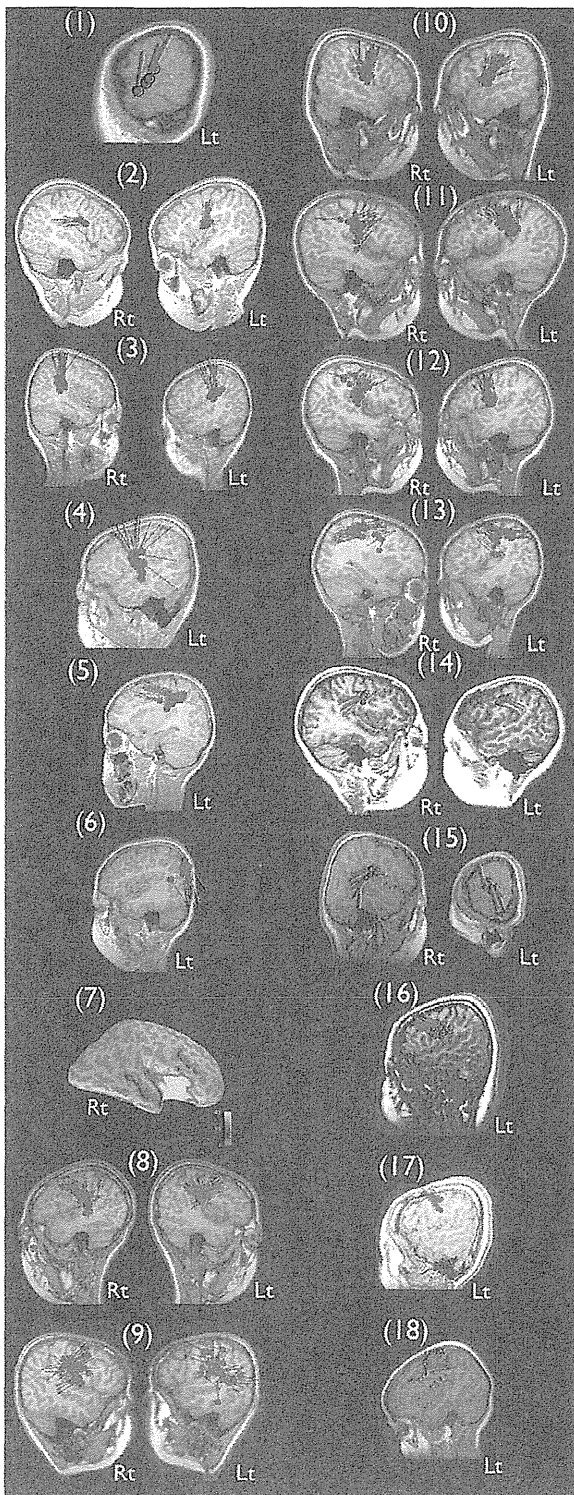 (1)
Lt
(2)
Rt Lt
(3)
Rt Lt
(4)
Lt
(5)
Lt
(6)
Lt
(7)
Rt
(8)
Rt Lt
(9)
Rt Lt
(10)
Rt Lt
(11)
Rt Lt
(12)
Rt Lt
(13)
Rt Lt
(14)
Rt Lt
(15)
Rt Lt
(16)
Lt
(17)
Lt
(18)
Lt